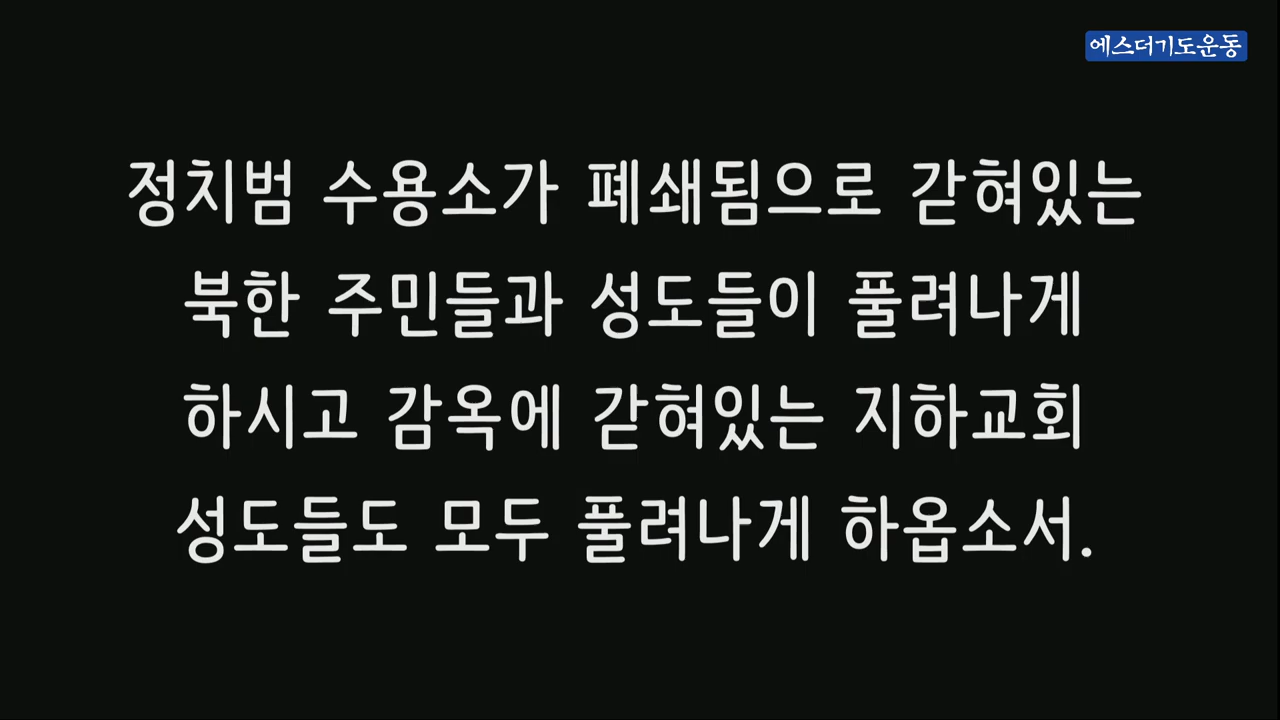 에스더기도운동
정치범 수용소가 폐쇄됨으로 갇혀있는
북한 주민들과 성도들이 풀려나게
하시고 감옥에 갇혀있는 지하교회
성도들도 모두 풀려나게 하옵소서.